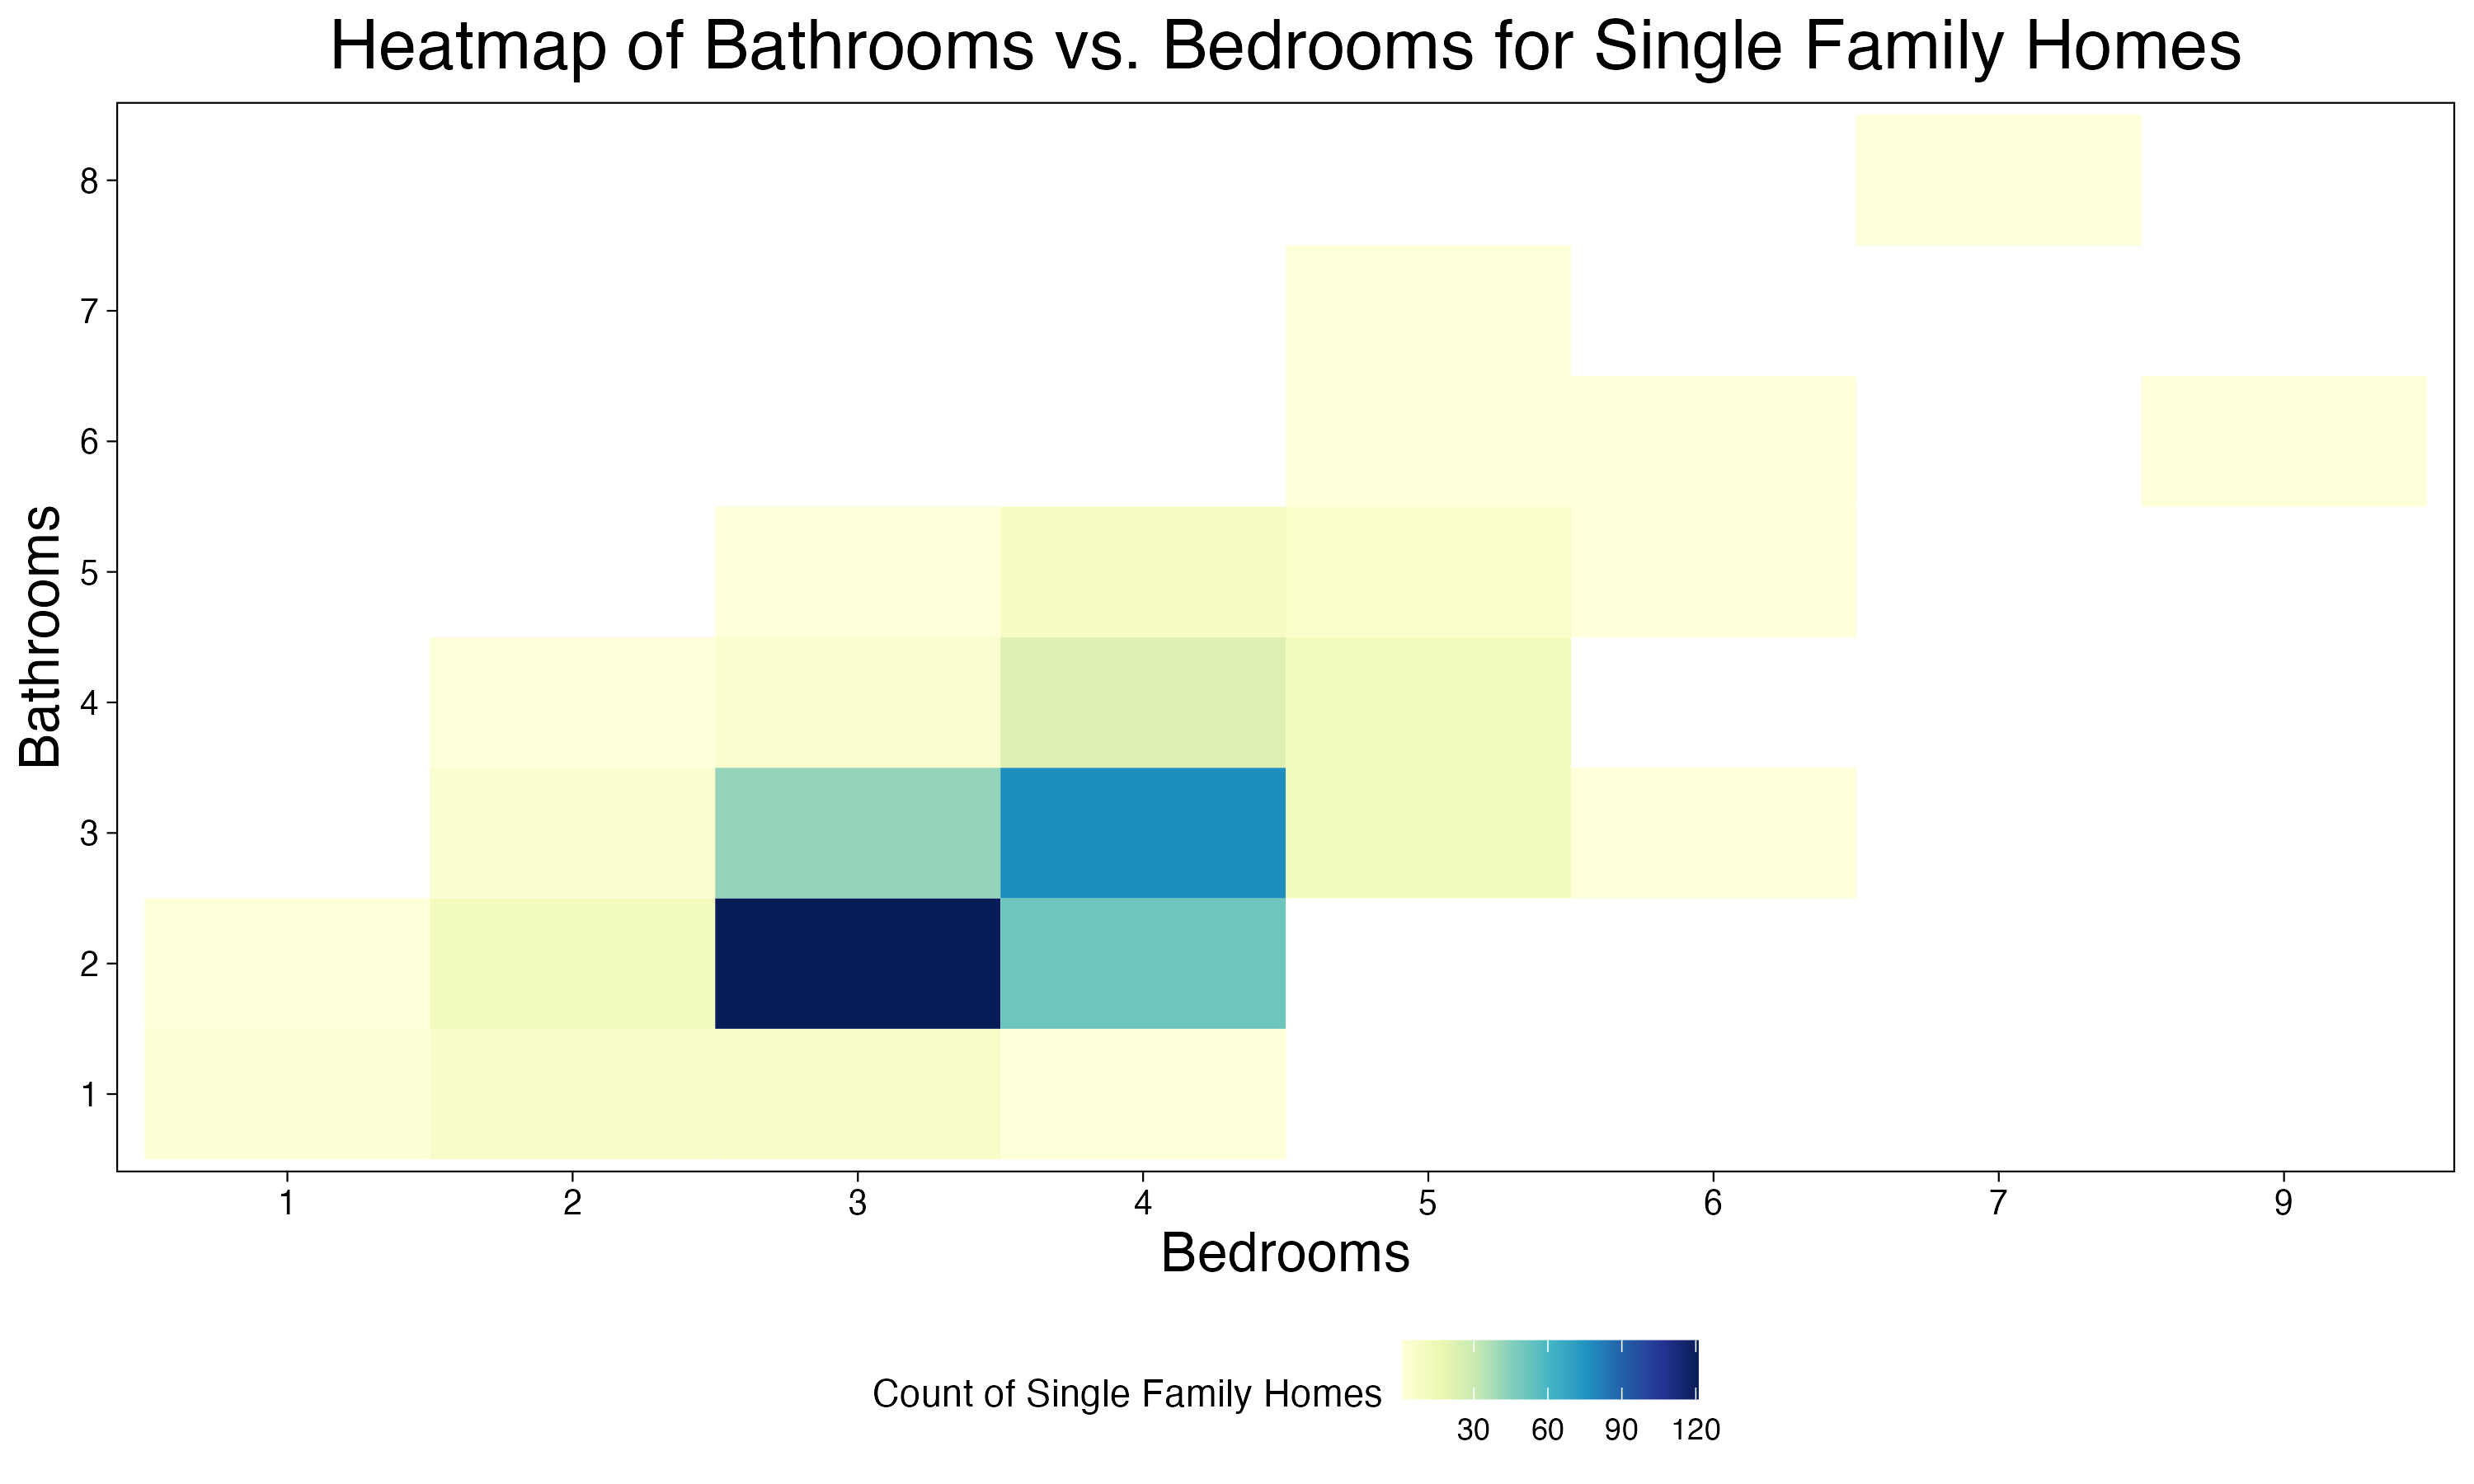 Heatmap of Bathrooms vs. Bedrooms for Single Family Homes
Bathrooms
8
7
6
5
4
3
2
1
1 2 3 4 5 6 7 9
Bedrooms
Count of Single Family Homes
30 60 90 120